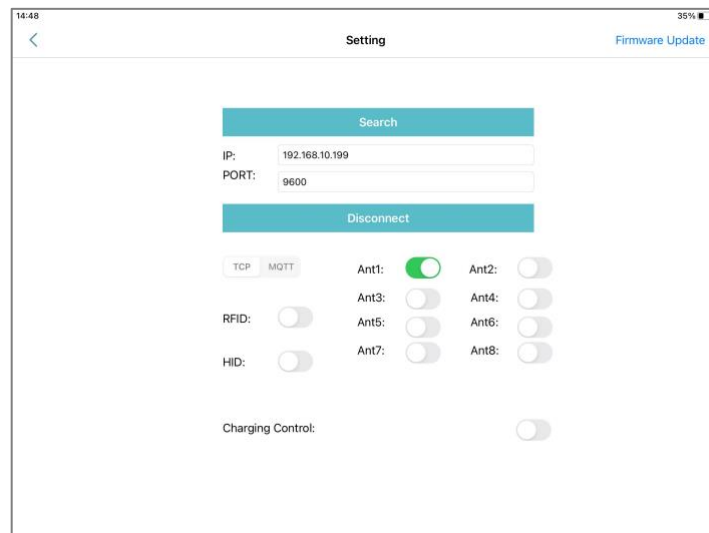 14:48
35%
Setting
Firmware Update
Search
IP:
192.168.10.199
PORT:
9600
Disconnect
TCP MQTT
Ant1:
Ant2:
Ant3:
Ant4:
RFID:
Ant5:
Ant6:
Ant7:
Ant8:
HID:
Charging Control: